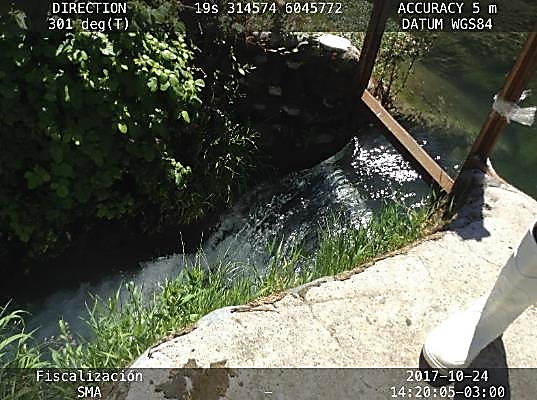 DIRECTION
301 deg(T)
19s 314574 6045772
ACCURACY 5 m
DATUM WGS84
Fiscalización
SMA
2017-10-24
14:20:05-03:00